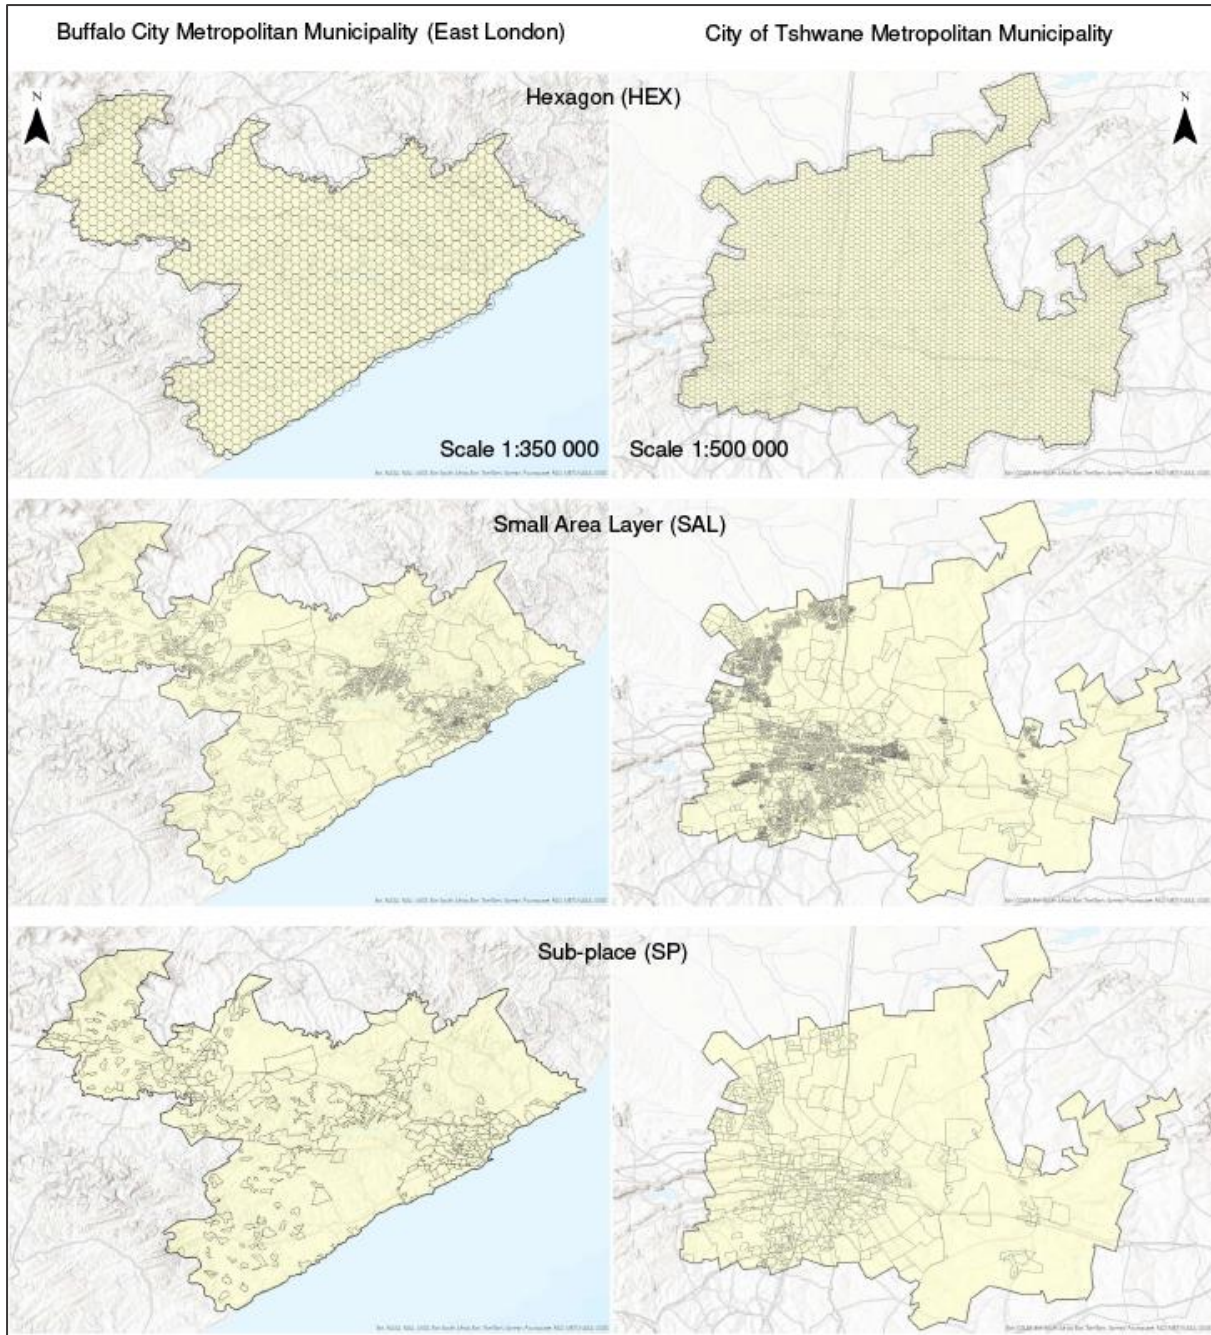 Buffalo City Metropolitan Municipality (East London)
City of Tshwane Metropolitan Municipality
Hexagon (HEX)
N
N
Scale 1:350 000
Scale 1:500 000
Small Area Layer (SAL)
Sub-place (SP)